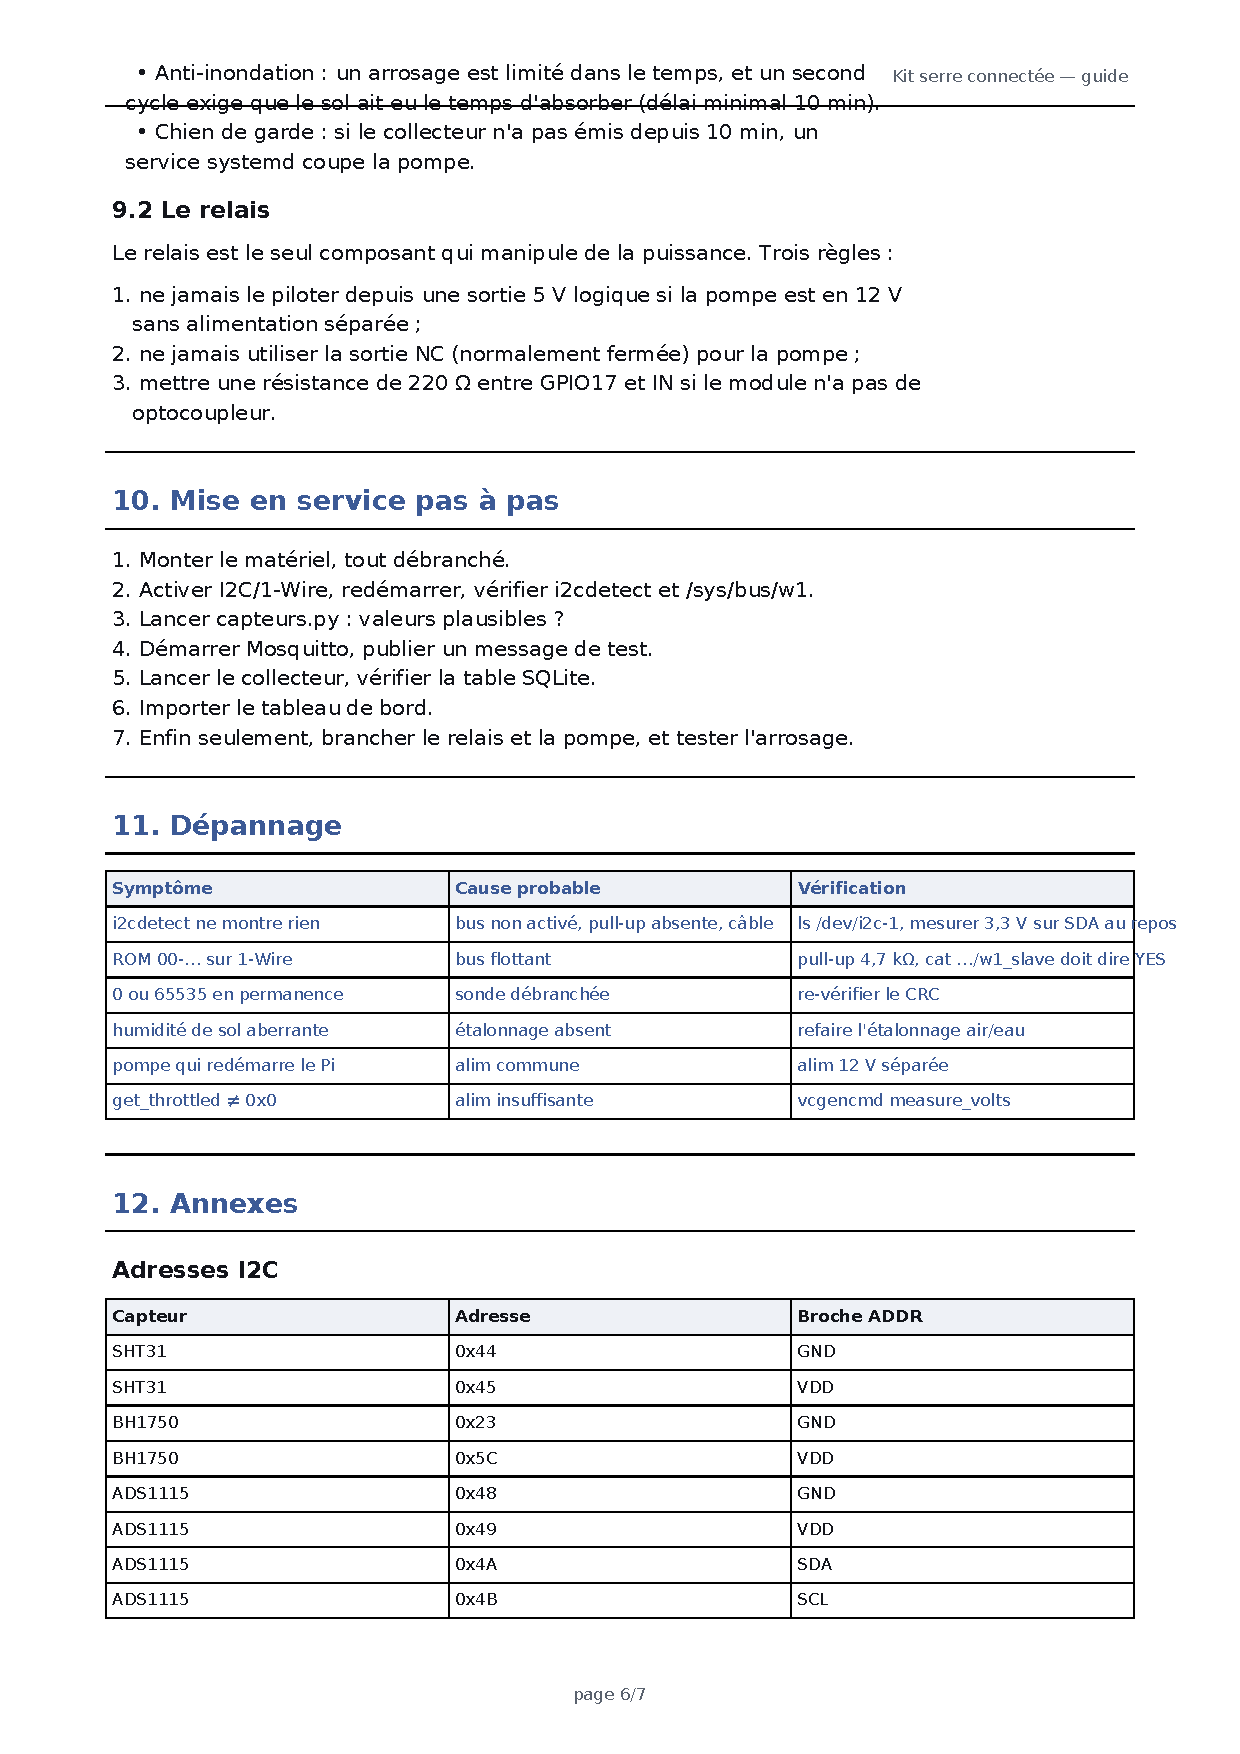 Kit serre connectée — guide
• Anti-inondation : un arrosage est limité dans le temps, et un second
cycle exige que le sol ait eu le temps d'absorber (délai minimal 10 min).
• Chien de garde : si le collecteur n'a pas émis depuis 10 min, un
service systemd coupe la pompe.
9.2 Le relais
Le relais est le seul composant qui manipule de la puissance. Trois règles :
1. ne jamais le piloter depuis une sortie 5 V logique si la pompe est en 12 V
sans alimentation séparée ;
2. ne jamais utiliser la sortie NC (normalement fermée) pour la pompe ;
3. mettre une résistance de 220 Ω entre GPIO17 et IN si le module n'a pas de
optocoupleur.
10. Mise en service pas à pas
1. Monter le matériel, tout débranché.
2. Activer I2C/1-Wire, redémarrer, vérifier i2cdetect et /sys/bus/w1.
3. Lancer capteurs.py : valeurs plausibles ?
4. Démarrer Mosquitto, publier un message de test.
5. Lancer le collecteur, vérifier la table SQLite.
6. Importer le tableau de bord.
7. Enfin seulement, brancher le relais et la pompe, et tester l'arrosage.
11. Dépannage
Symptôme Cause probable Vérification
i2cdetect ne montre rien bus non activé, pull-up absente, câble ls /dev/i2c-1, mesurer 3,3 V sur SDA au repos
ROM 00-… sur 1-Wire bus flottant pull-up 4,7 kΩ, cat …/w1_slave doit dire YES
0 ou 65535 en permanence sonde débranchée re-vérifier le CRC
humidité de sol aberrante étalonnage absent refaire l'étalonnage air/eau
pompe qui redémarre le Pi alim commune alim 12 V séparée
get_throttled ≠ 0x0 alim insuffisante vcgencmd measure_volts
12. Annexes
Adresses I2C
Capteur Adresse Broche ADDR
SHT31 0x44 GND
SHT31 0x45 VDD
BH1750 0x23 GND
BH1750 0x5C VDD
ADS1115 0x48 GND
ADS1115 0x49 VDD
ADS1115 0x4A SDA
ADS1115 0x4B SCL
page 6/7